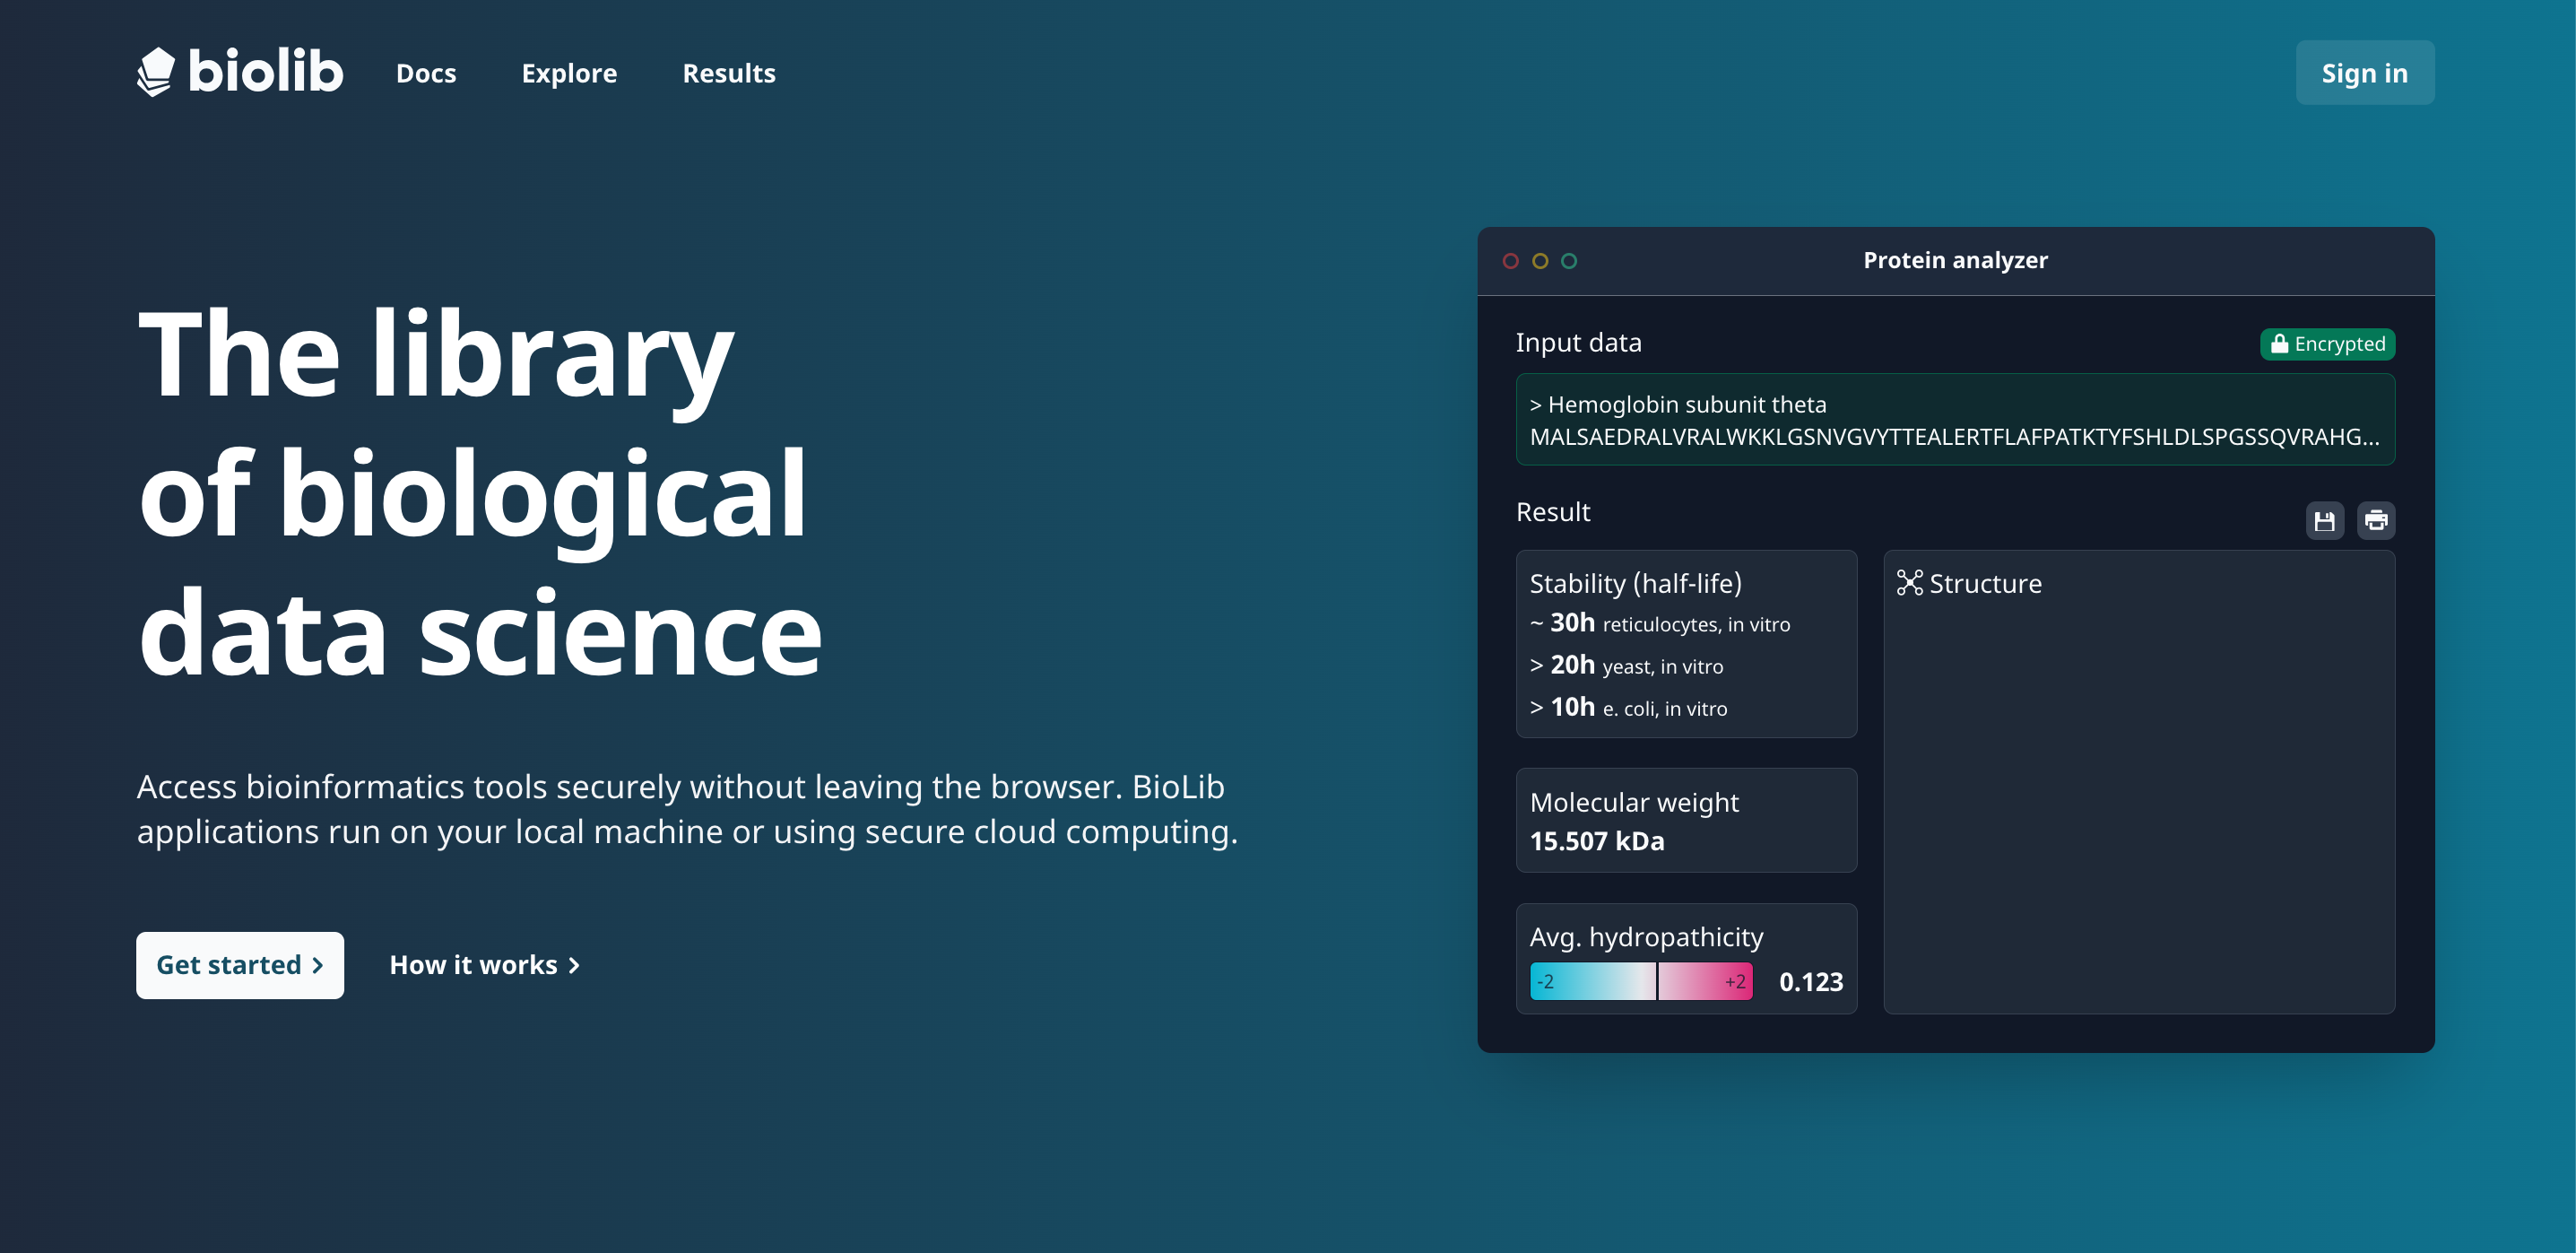 biolib
Docs
Explore
Results
Sign in
The library
of biological
data science
Access bioinformatics tools securely without leaving the browser. BioLib
applications run on your local machine or using secure cloud computing.
Get started
How it works
Protein analyzer
Input data
Encrypted
> Hemoglobin subunit theta
MALSAEDRALVRALWKKLGSNVGVYTTEALERTFLAFPATKTYFSHLDLSPGSSQVRAHG...
Result
Stability (half-life)
~ 30h reticulocytes, in vitro
> 20h yeast, in vitro
> 10h e. coli, in vitro
Molecular weight
15.507 kDa
Avg. hydropathicity
-2 +2 0.123
Structure